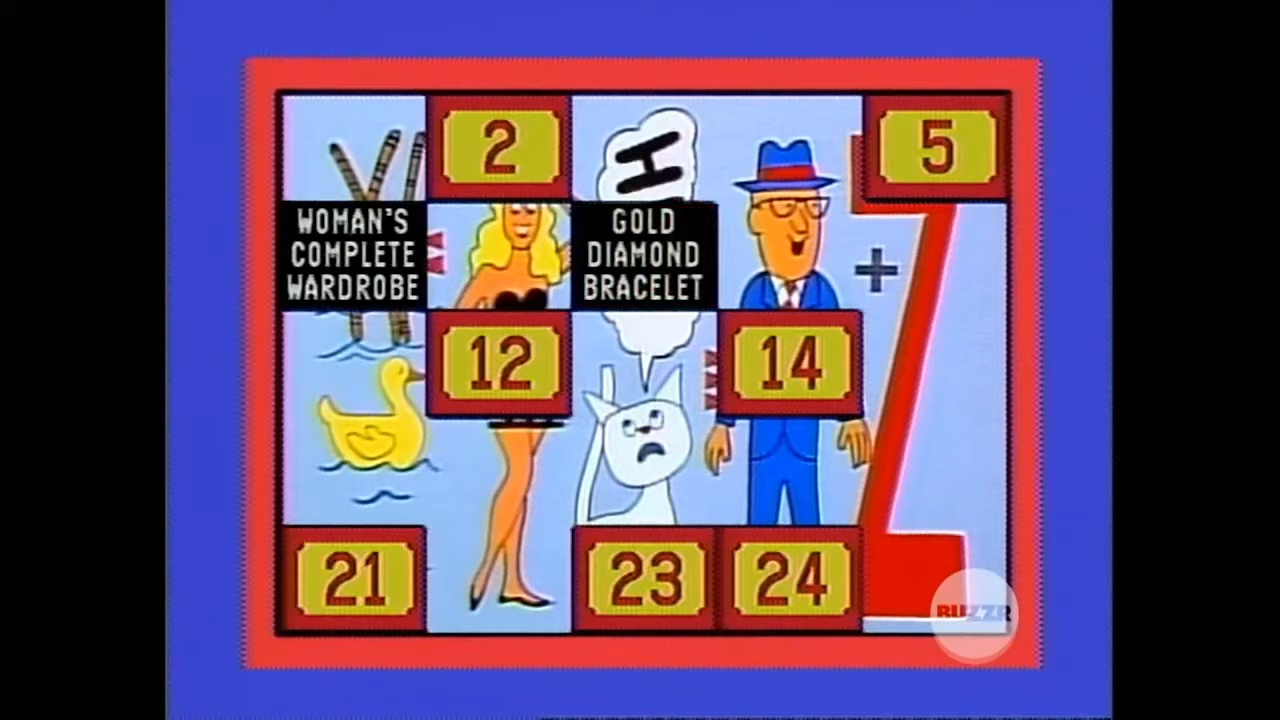 2
H
5
WOMAN'S
COMPLETE
WARDROBE
GOLD
DIAMOND
BRACELET
+
Z
12
14
21
23
24
BUZZR